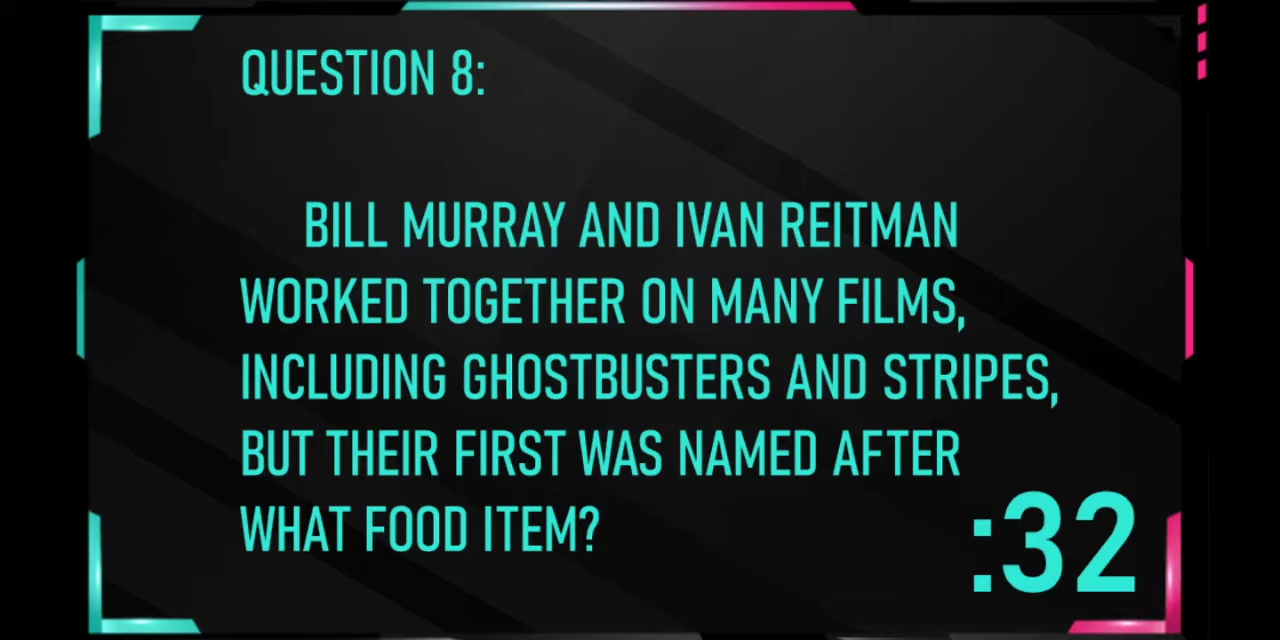 QUESTION 8:
BILL MURRAY AND IVAN REITMAN
WORKED TOGETHER ON MANY FILMS,
INCLUDING GHOSTBUSTERS AND STRIPES,
BUT THEIR FIRST WAS NAMED AFTER
WHAT FOOD ITEM?
:32